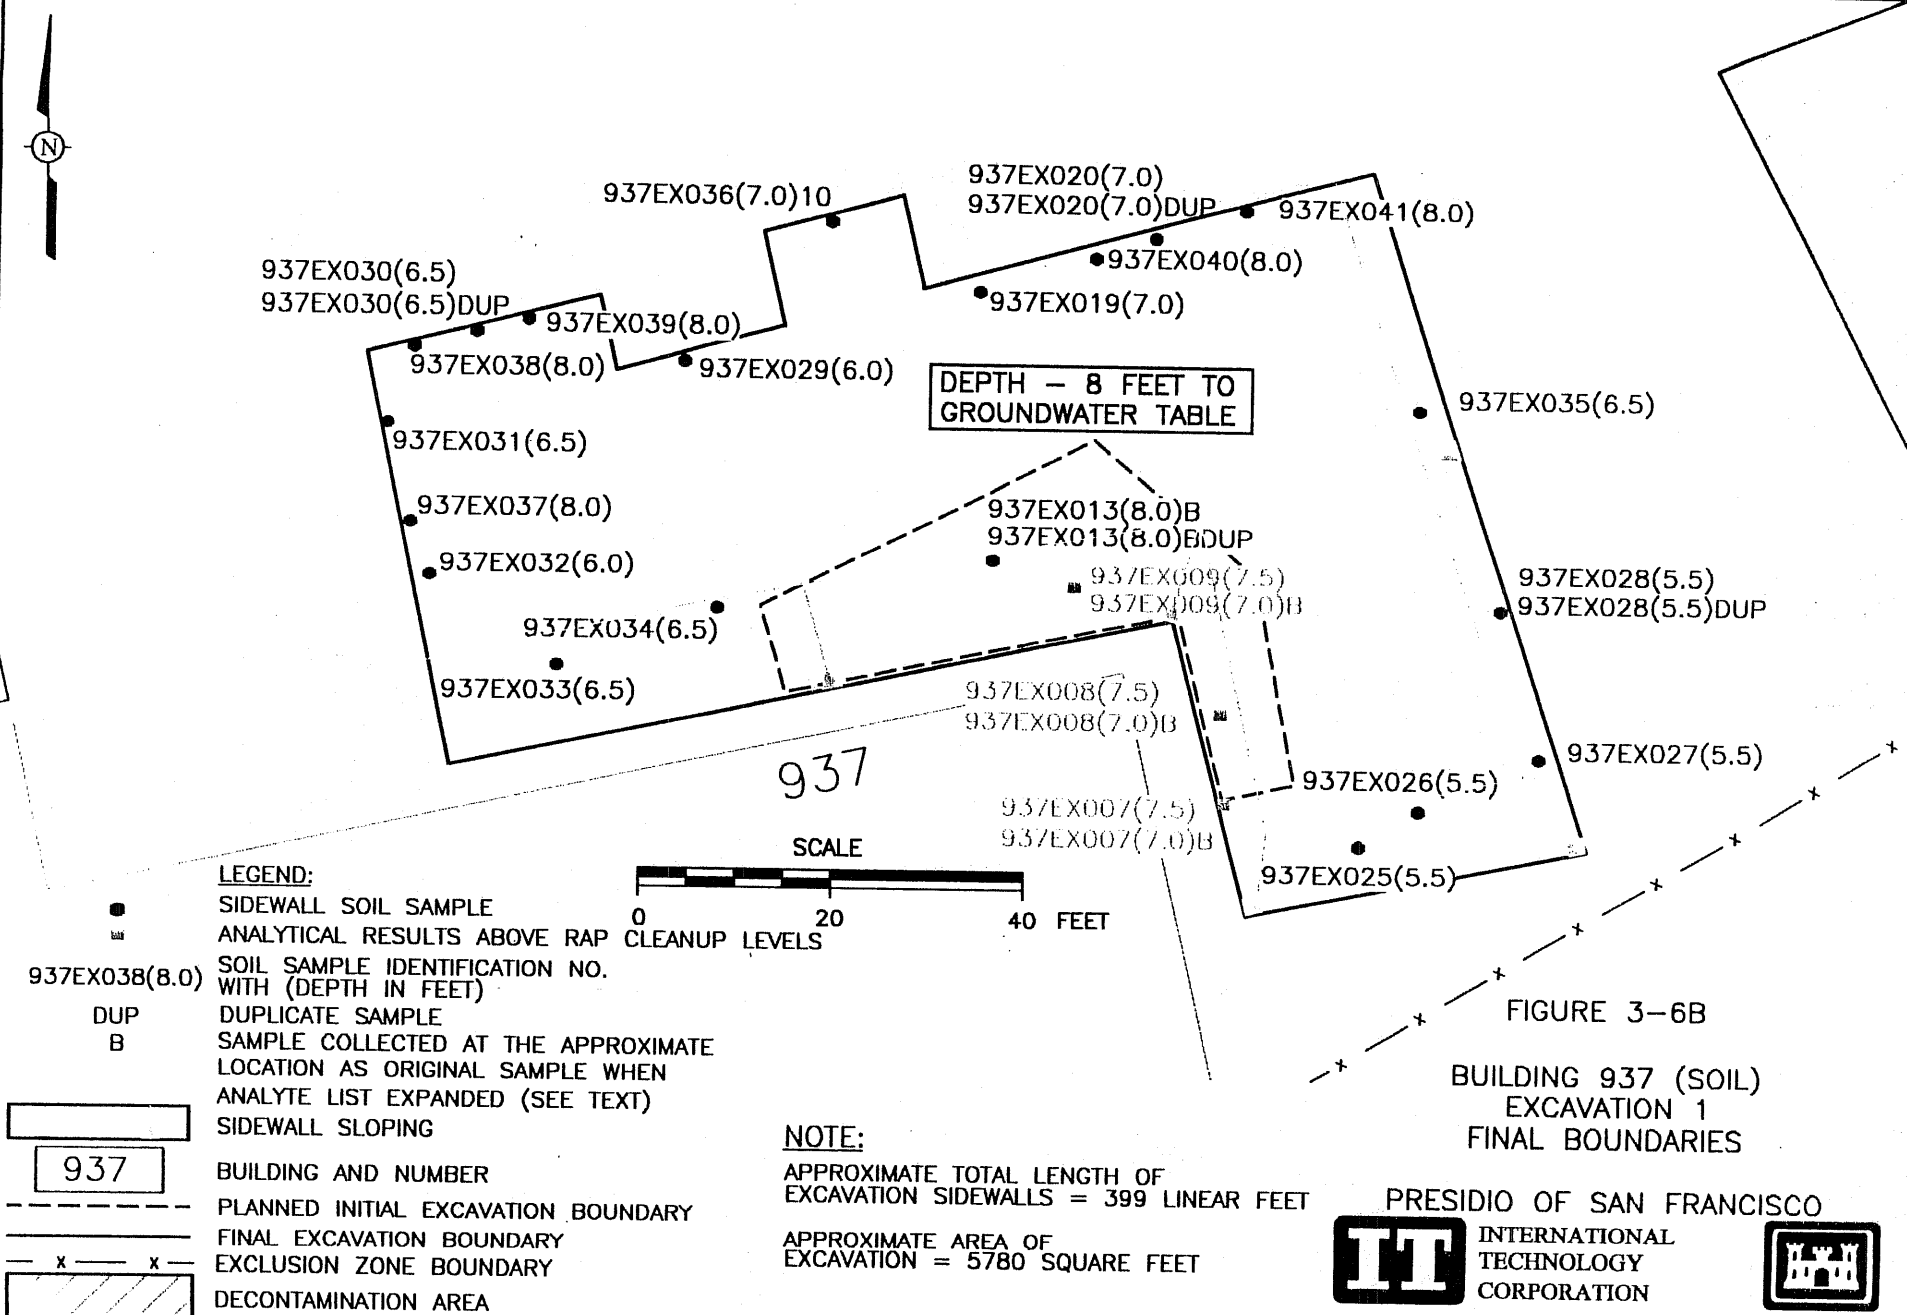 N
937EX036(7.0)10
937EX020(7.0)
937EX020(7.0)DUP
937EX041(8.0)
937EX040(8.0)
937EX019(7.0)
937EX030(6.5)
937EX030(6.5)DUP
937EX039(8.0)
937EX038(8.0)
937EX029(6.0)
DEPTH - 8 FEET TO
GROUNDWATER TABLE
937EX035(6.5)
937EX031(6.5)
937EX037(8.0)
937EX013(8.0)B
937EX013(8.0)BDUP
937EX032(6.0)
937EX009(7.5)
937EX009(7.0)B
937EX028(5.5)
937EX028(5.5)DUP
937EX034(6.5)
937EX033(6.5)
937EX008(7.5)
937EX008(7.0)B
937
937EX027(5.5)
937EX026(5.5)
937EX007(7.5)
937EX007(7.0)B
937EX025(5.5)
SCALE
0 20 40 FEET
LEGEND:
SIDEWALL SOIL SAMPLE
ANALYTICAL RESULTS ABOVE RAP CLEANUP LEVELS
937EX038(8.0) SOIL SAMPLE IDENTIFICATION NO.
WITH (DEPTH IN FEET)
DUP DUPLICATE SAMPLE
B SAMPLE COLLECTED AT THE APPROXIMATE
LOCATION AS ORIGINAL SAMPLE WHEN
ANALYTE LIST EXPANDED (SEE TEXT)
SIDEWALL SLOPING
937 BUILDING AND NUMBER
PLANNED INITIAL EXCAVATION BOUNDARY
FINAL EXCAVATION BOUNDARY
x x EXCLUSION ZONE BOUNDARY
DECONTAMINATION AREA
NOTE:
APPROXIMATE TOTAL LENGTH OF
EXCAVATION SIDEWALLS = 399 LINEAR FEET
APPROXIMATE AREA OF
EXCAVATION = 5780 SQUARE FEET
x x x x x x x x
FIGURE 3-6B
BUILDING 937 (SOIL)
EXCAVATION 1
FINAL BOUNDARIES
PRESIDIO OF SAN FRANCISCO
IT
INTERNATIONAL
TECHNOLOGY
CORPORATION